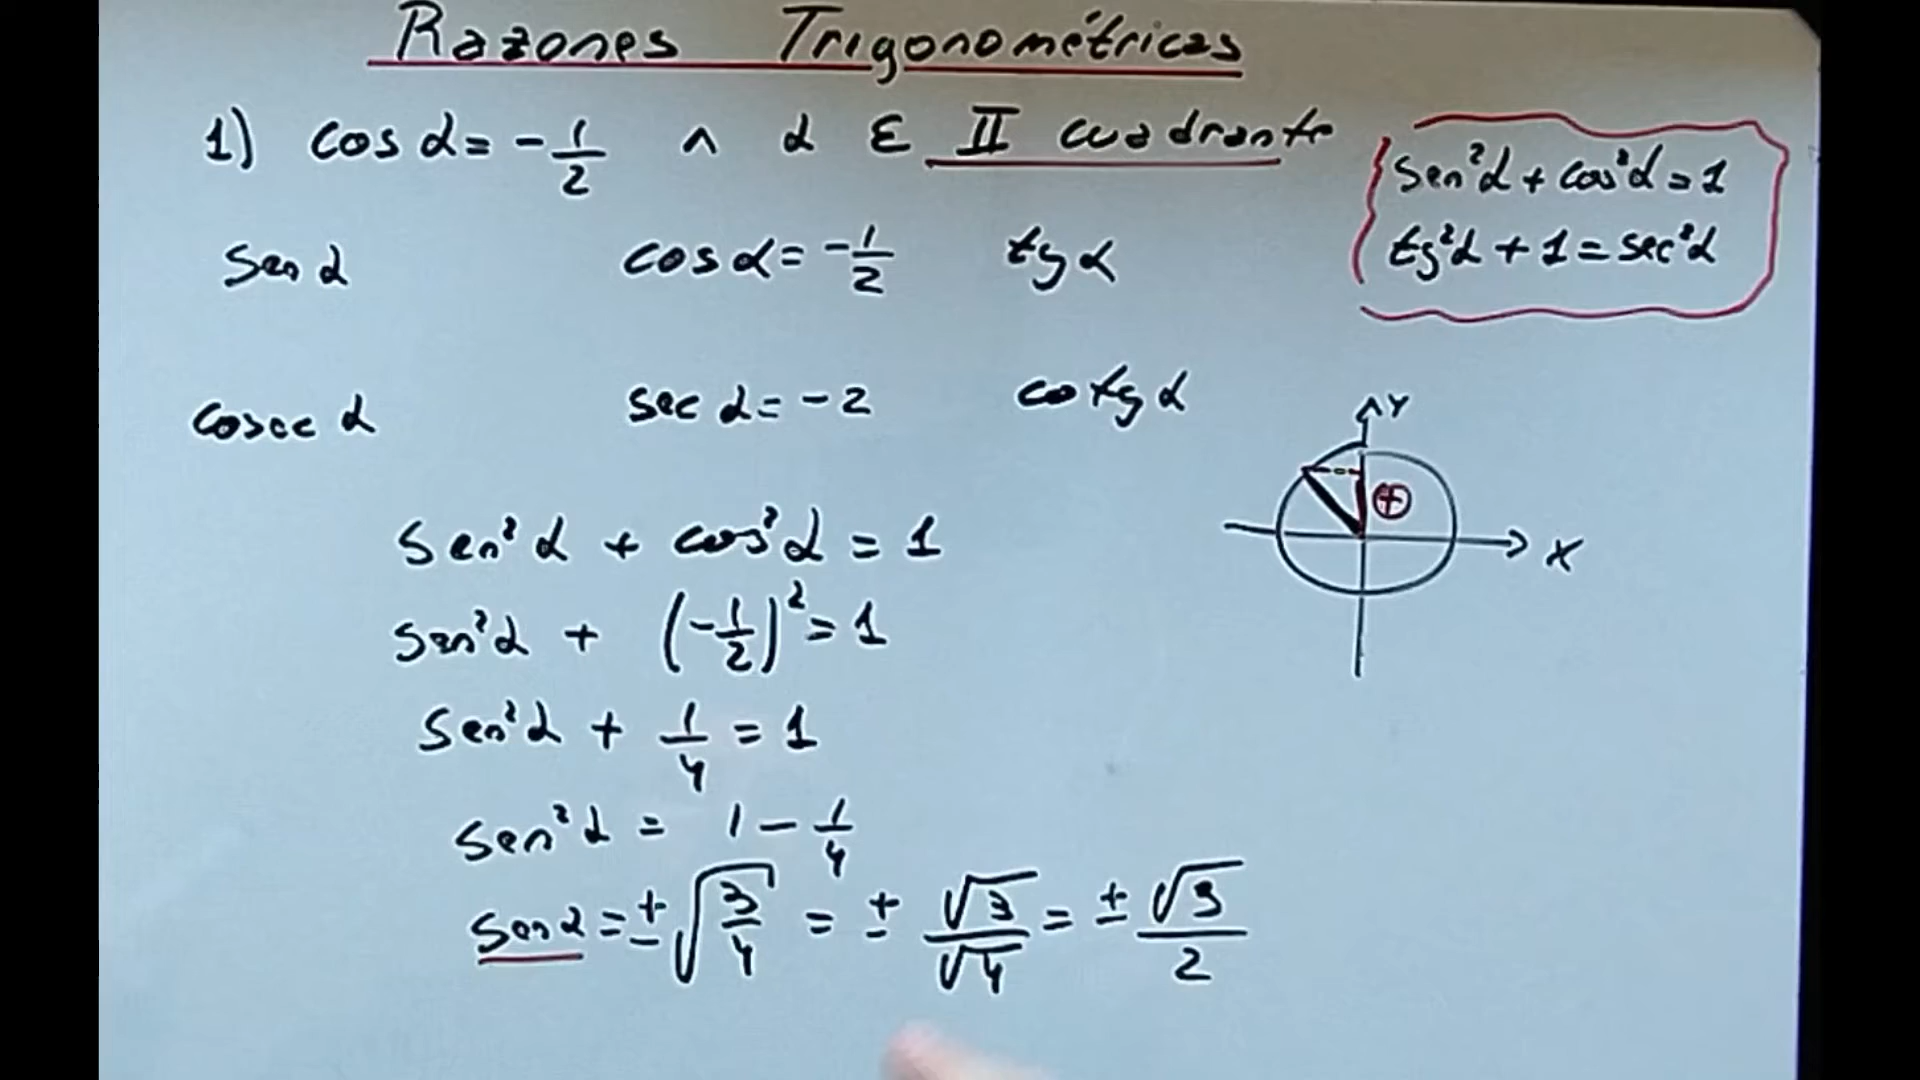 Razones Trigonométricas
1) cos α = -1/2 ∧ α ε II cuadrante
sen²α + cos²α = 1
tg²α + 1 = sec²α
sen α cos α = -1/2 tg α
cosec α sec α = -2 cotg α
Y
+
X
sen²α + cos²α = 1
sen²α + (-1/2)² = 1
sen²α + 1/4 = 1
sen²α = 1 - 1/4
sen α = ±√(3/4) = ± √3/√4 = ± √3/2